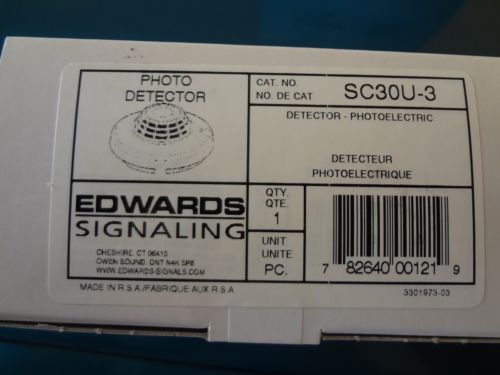 PHOTO
DETECTOR
CAT. NO.
NO. DE CAT.
SC30U-3
DETECTOR - PHOTOELECTRIC
DETECTEUR
PHOTOELECTRIQUE
EDWARDS
SIGNALING
CHESHIRE, CT 06410
OWEN SOUND, ONT N4K 5P8
WWW.EDWARDS-SIGNALS.COM
QTY.
QTE.
1
UNIT
UNITE
PC.
7 82640 00121 9
MADE IN R.S.A./FABRIQUE AUX R.S.A
3301973-03